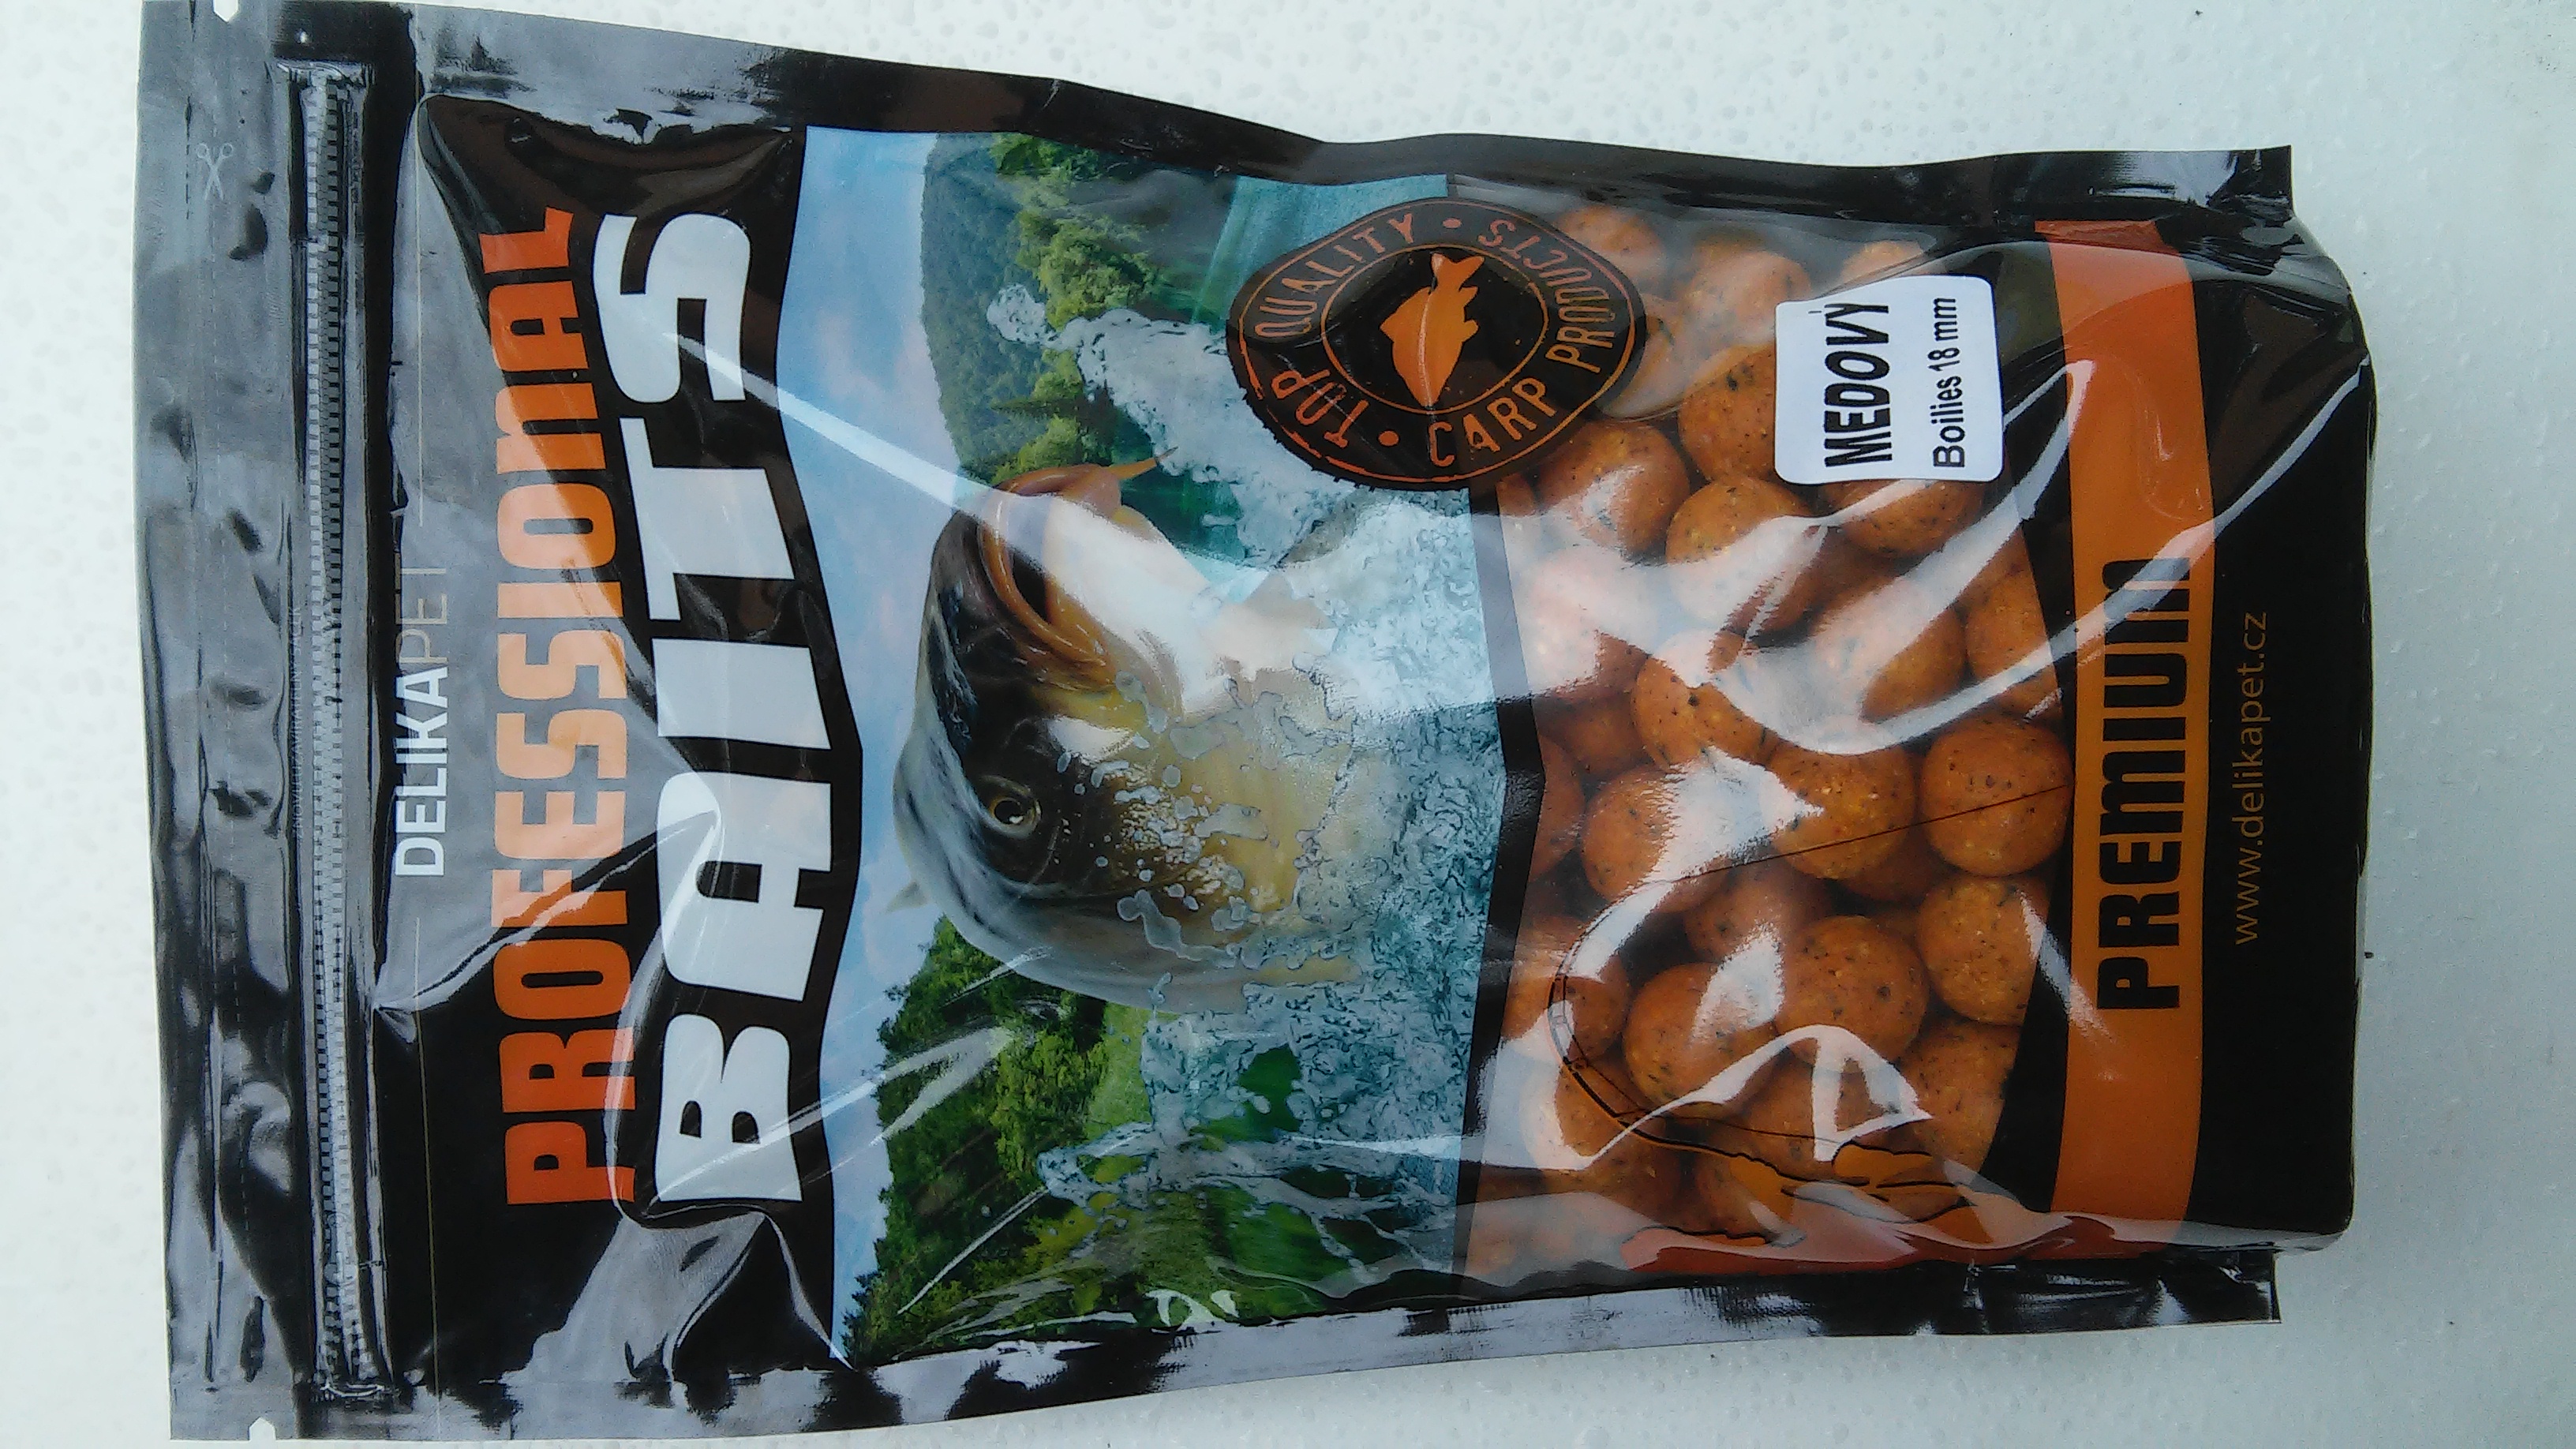 DELIKAPET
PROFESSIONAL
BAITS
TOP QUALITY • CARP PRODUCTS •
MEDOVÝ
Boilies 18 mm
PREMIUM
www.delikapet.cz